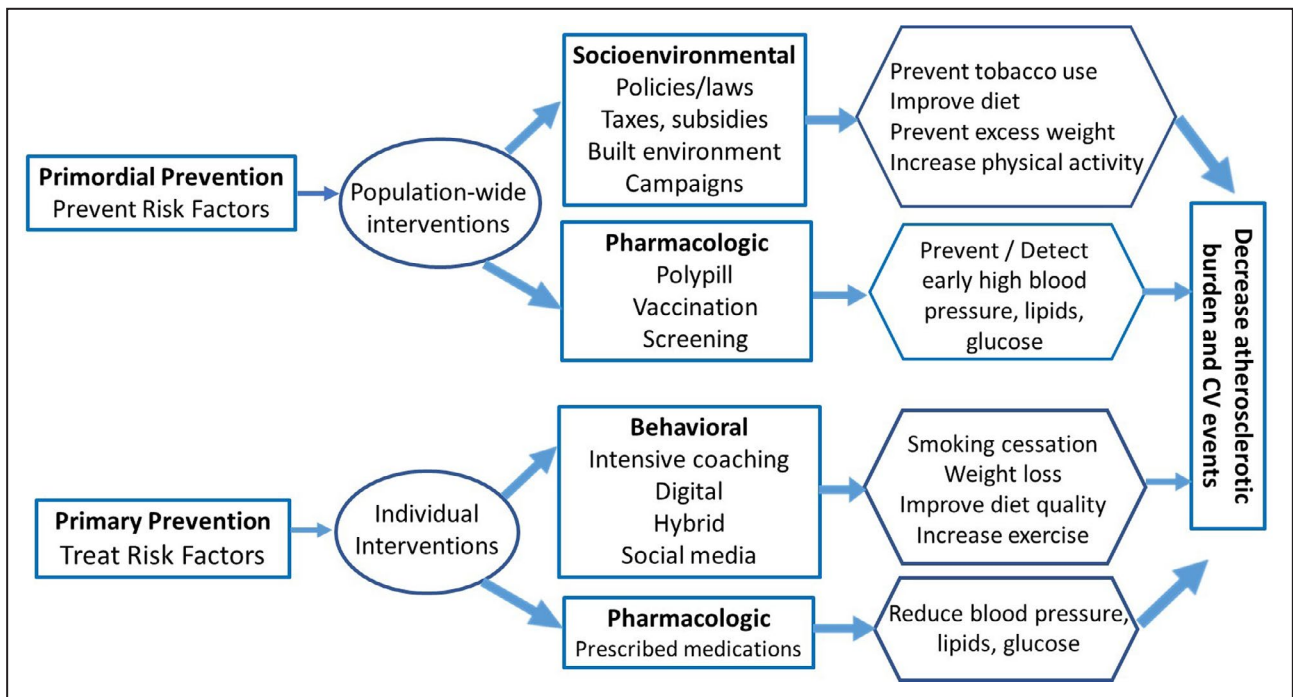 Primordial Prevention
Prevent Risk Factors
Population-wide
interventions
Socioenvironmental
Policies/laws
Taxes, subsidies
Built environment
Campaigns
Prevent tobacco use
Improve diet
Prevent excess weight
Increase physical activity
Pharmacologic
Polypill
Vaccination
Screening
Prevent / Detect
early high blood
pressure, lipids,
glucose
Primary Prevention
Treat Risk Factors
Individual
Interventions
Behavioral
Intensive coaching
Digital
Hybrid
Social media
Smoking cessation
Weight loss
Improve diet quality
Increase exercise
Pharmacologic
Prescribed medications
Reduce blood pressure,
lipids, glucose
Decrease atherosclerotic
burden and CV events